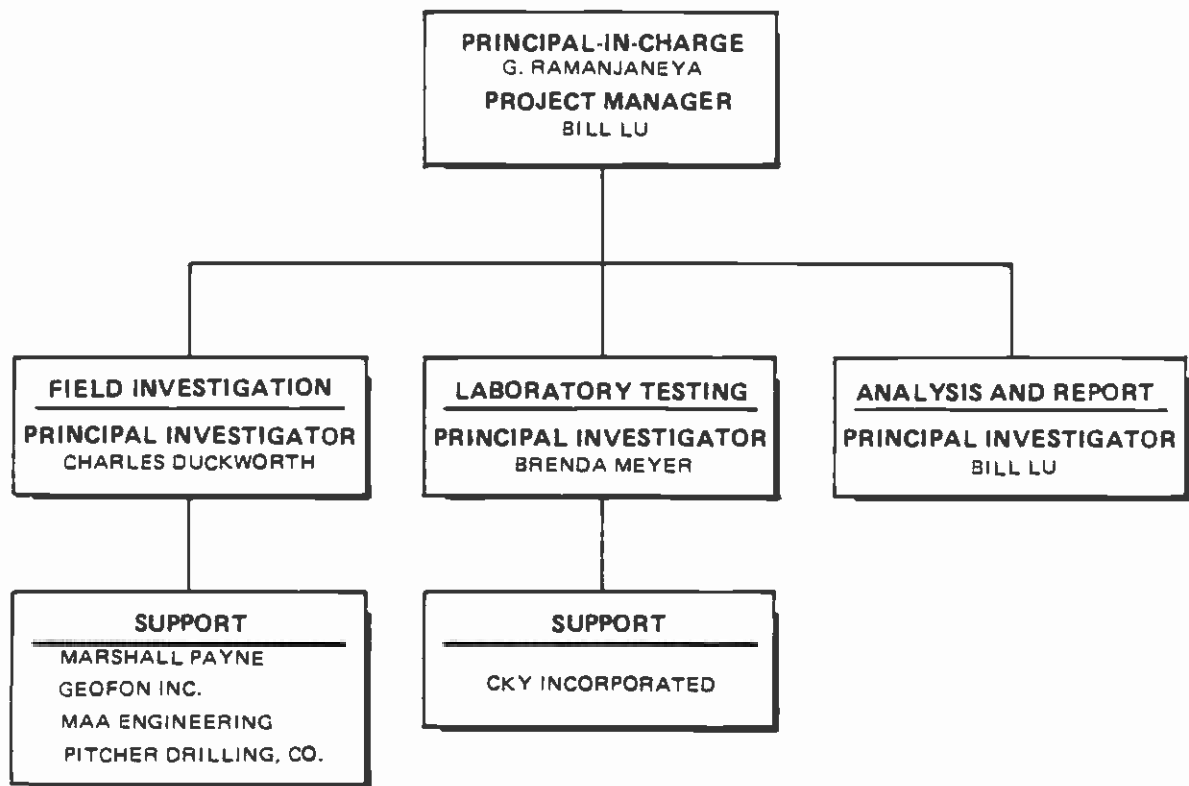 PRINCIPAL-IN-CHARGE
G. RAMANJANEYA
PROJECT MANAGER
BILL LU
FIELD INVESTIGATION
PRINCIPAL INVESTIGATOR
CHARLES DUCKWORTH
LABORATORY TESTING
PRINCIPAL INVESTIGATOR
BRENDA MEYER
ANALYSIS AND REPORT
PRINCIPAL INVESTIGATOR
BILL LU
SUPPORT
MARSHALL PAYNE
GEOFON INC.
MAA ENGINEERING
PITCHER DRILLING, CO.
SUPPORT
CKY INCORPORATED